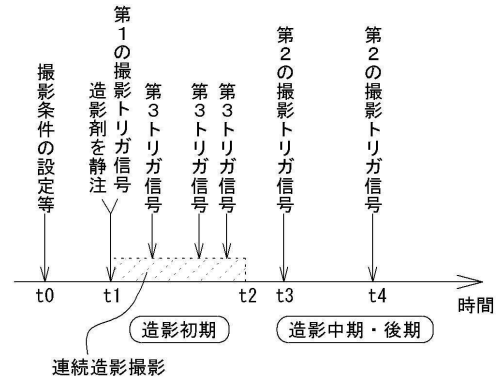 撮影条件の設定等
第1の撮影トリガ信号
造影剤を静注
第3トリガ信号
第3トリガ信号
第3トリガ信号
第2の撮影トリガ信号
第2の撮影トリガ信号
t0
t1
t2
t3
t4
時間
造影初期
造影中期・後期
連続造影撮影